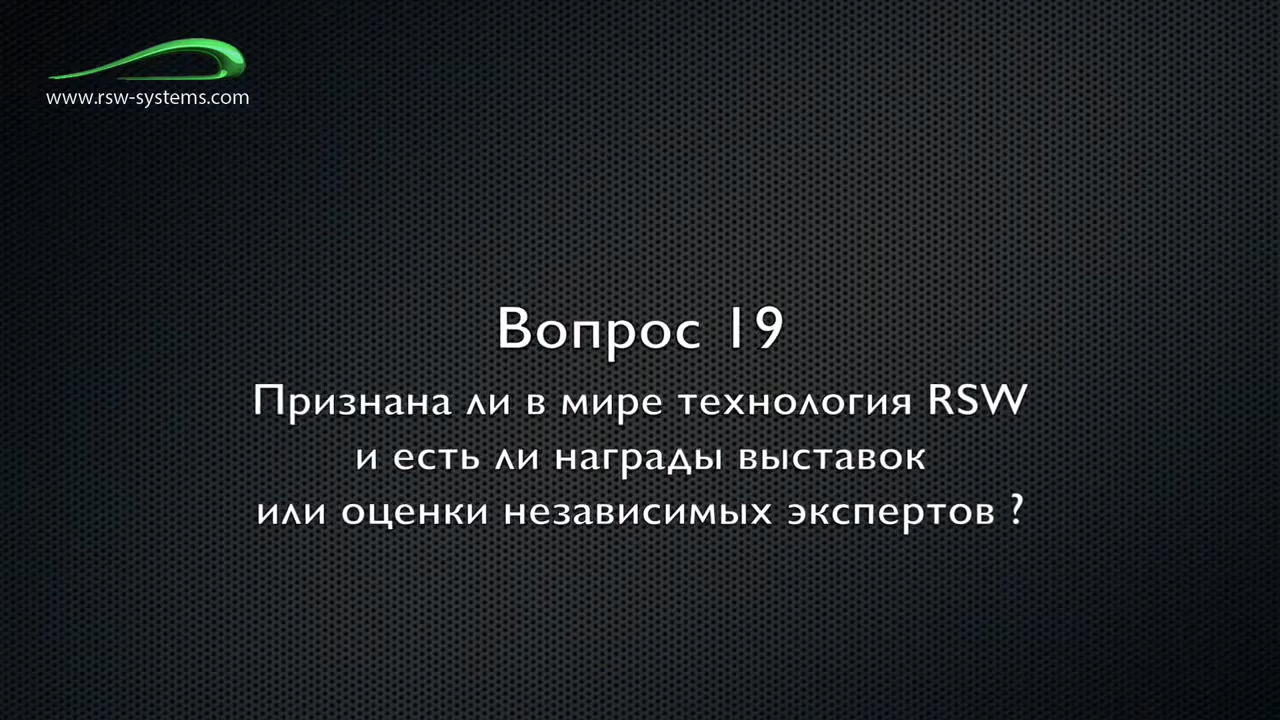 www.rsw-systems.com
Вопрос 19
Признана ли в мире технология RSW
и есть ли награды выставок
или оценки независимых экспертов ?